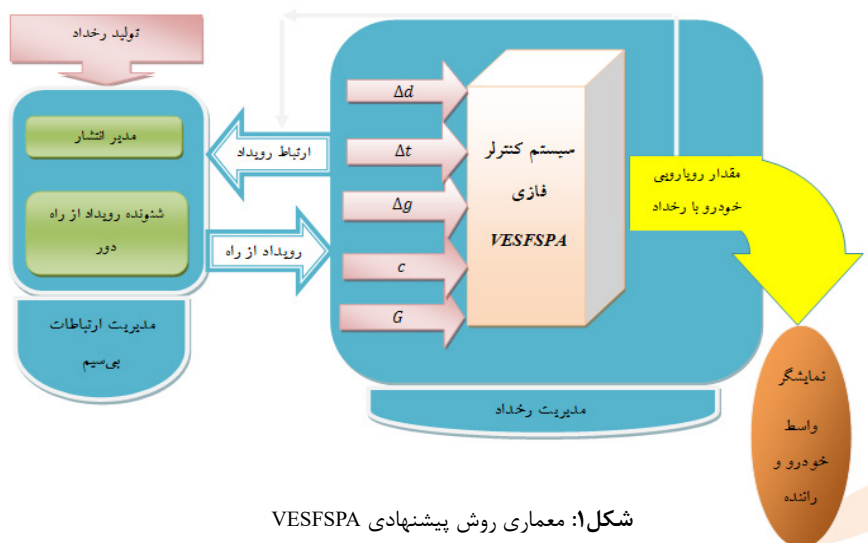 تولید رخداد
مدیر انتشار
شنونده رویداد از راه
دور
مدیریت ارتباطات
بی‌سیم
ارتباط رویداد
رویداد از راه
Δd
Δt
Δg
c
G
سیستم کنترلر
فازی
VESFSPA
مدیریت رخداد
مقدار رویارویی
خودرو با رخداد
نمایشگر
واسط
خودرو و
راننده
شکل۱: معماری روش پیشنهادی VESFSPA